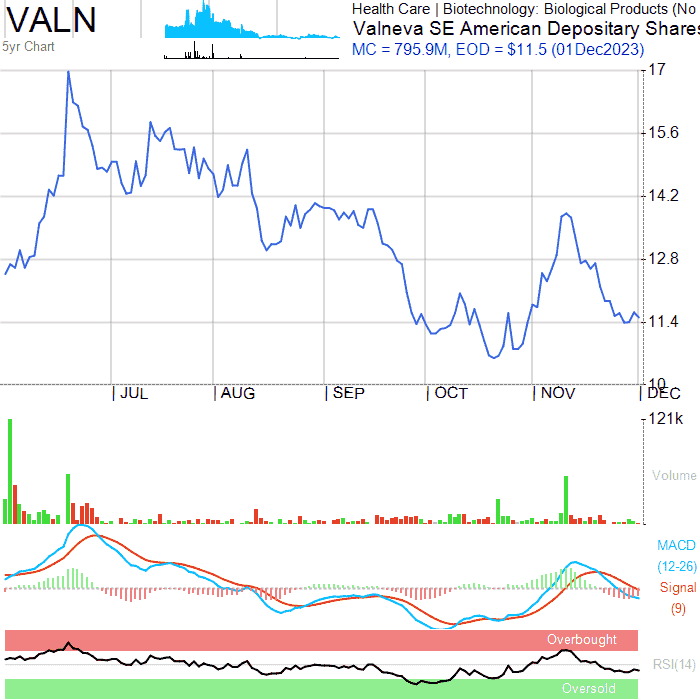 VALN
5yr Chart
Health Care | Biotechnology: Biological Products (No
Valneva SE American Depositary Shares
MC = 795.9M, EOD = $11.5 (01Dec2023)
17
15.6
14.2
12.8
11.4
10
JUL AUG SEP OCT NOV DEC
121k
Volume
MACD
(12-26)
Signal
(9)
Overbought
RSI(14)
Oversold